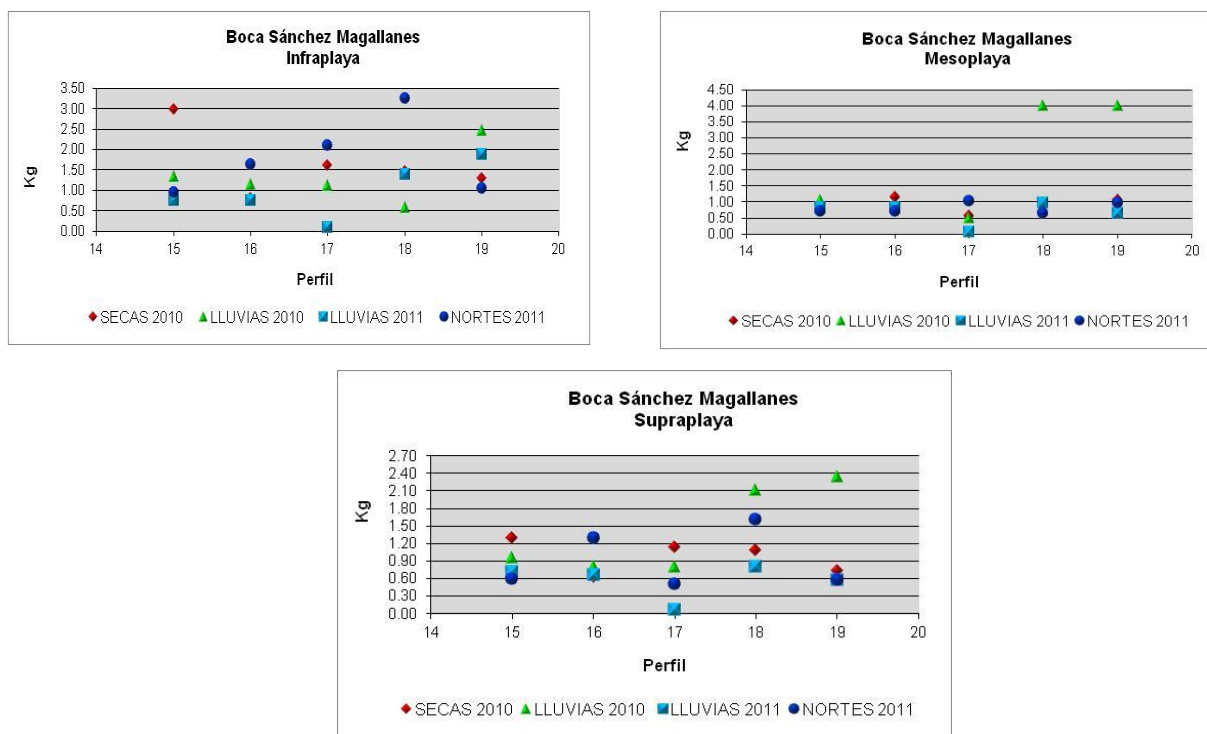 Boca Sánchez Magallanes
Infraplaya
Kg
3.50
3.00
2.50
2.00
1.50
1.00
0.50
0.00
14 15 16 17 18 19 20
Perfil
SECAS 2010 LLUVIAS 2010 LLUVIAS 2011 NORTES 2011
Boca Sánchez Magallanes
Mesoplaya
Kg
4.50
4.00
3.50
3.00
2.50
2.00
1.50
1.00
0.50
0.00
14 15 16 17 18 19 20
Perfil
SECAS 2010 LLUVIAS 2010 LLUVIAS 2011 NORTES 2011
Boca Sánchez Magallanes
Supraplaya
Kg
2.70
2.40
2.10
1.80
1.50
1.20
0.90
0.60
0.30
0.00
14 15 16 17 18 19 20
Perfil
SECAS 2010 LLUVIAS 2010 LLUVIAS 2011 NORTES 2011